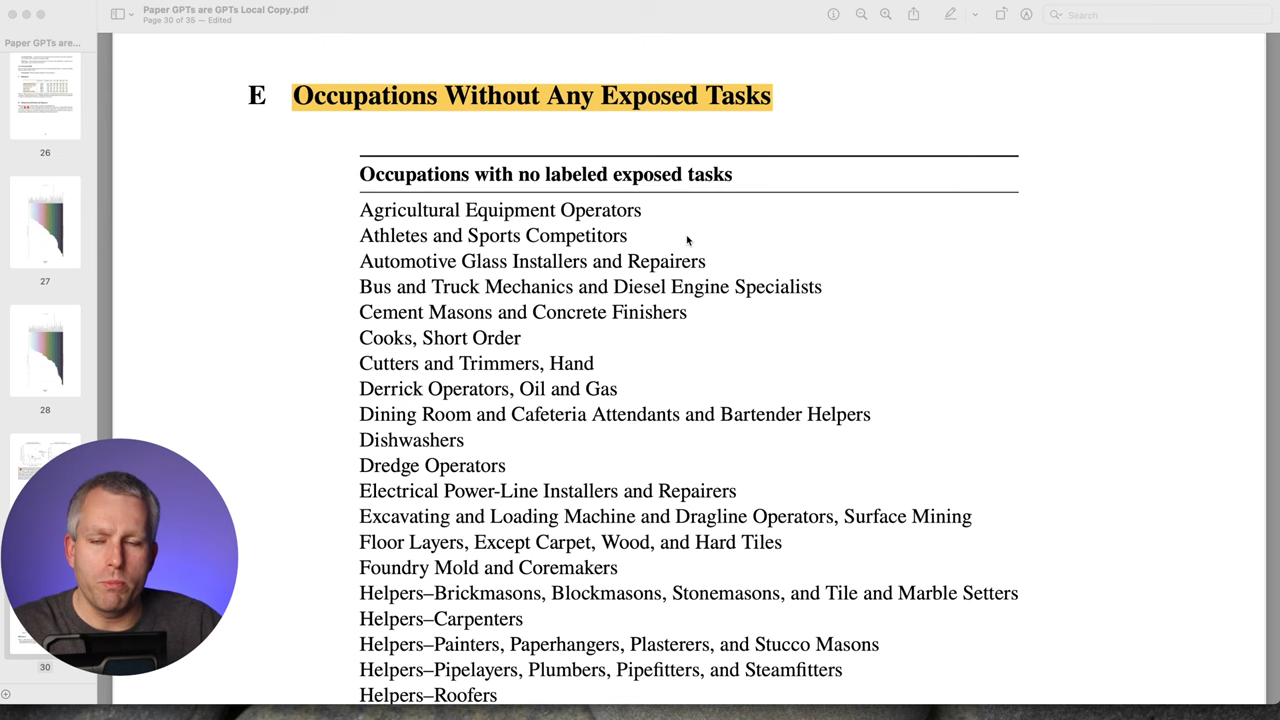 Paper GPTs are GPTs Local Copy.pdf
Page 30 of 35 — Edited
Search
Paper GPTs are...
26
27
28
30
E Occupations Without Any Exposed Tasks
Occupations with no labeled exposed tasks
Agricultural Equipment Operators
Athletes and Sports Competitors
Automotive Glass Installers and Repairers
Bus and Truck Mechanics and Diesel Engine Specialists
Cement Masons and Concrete Finishers
Cooks, Short Order
Cutters and Trimmers, Hand
Derrick Operators, Oil and Gas
Dining Room and Cafeteria Attendants and Bartender Helpers
Dishwashers
Dredge Operators
Electrical Power-Line Installers and Repairers
Excavating and Loading Machine and Dragline Operators, Surface Mining
Floor Layers, Except Carpet, Wood, and Hard Tiles
Foundry Mold and Coremakers
Helpers–Brickmasons, Blockmasons, Stonemasons, and Tile and Marble Setters
Helpers–Carpenters
Helpers–Painters, Paperhangers, Plasterers, and Stucco Masons
Helpers–Pipelayers, Plumbers, Pipefitters, and Steamfitters
Helpers–Roofers